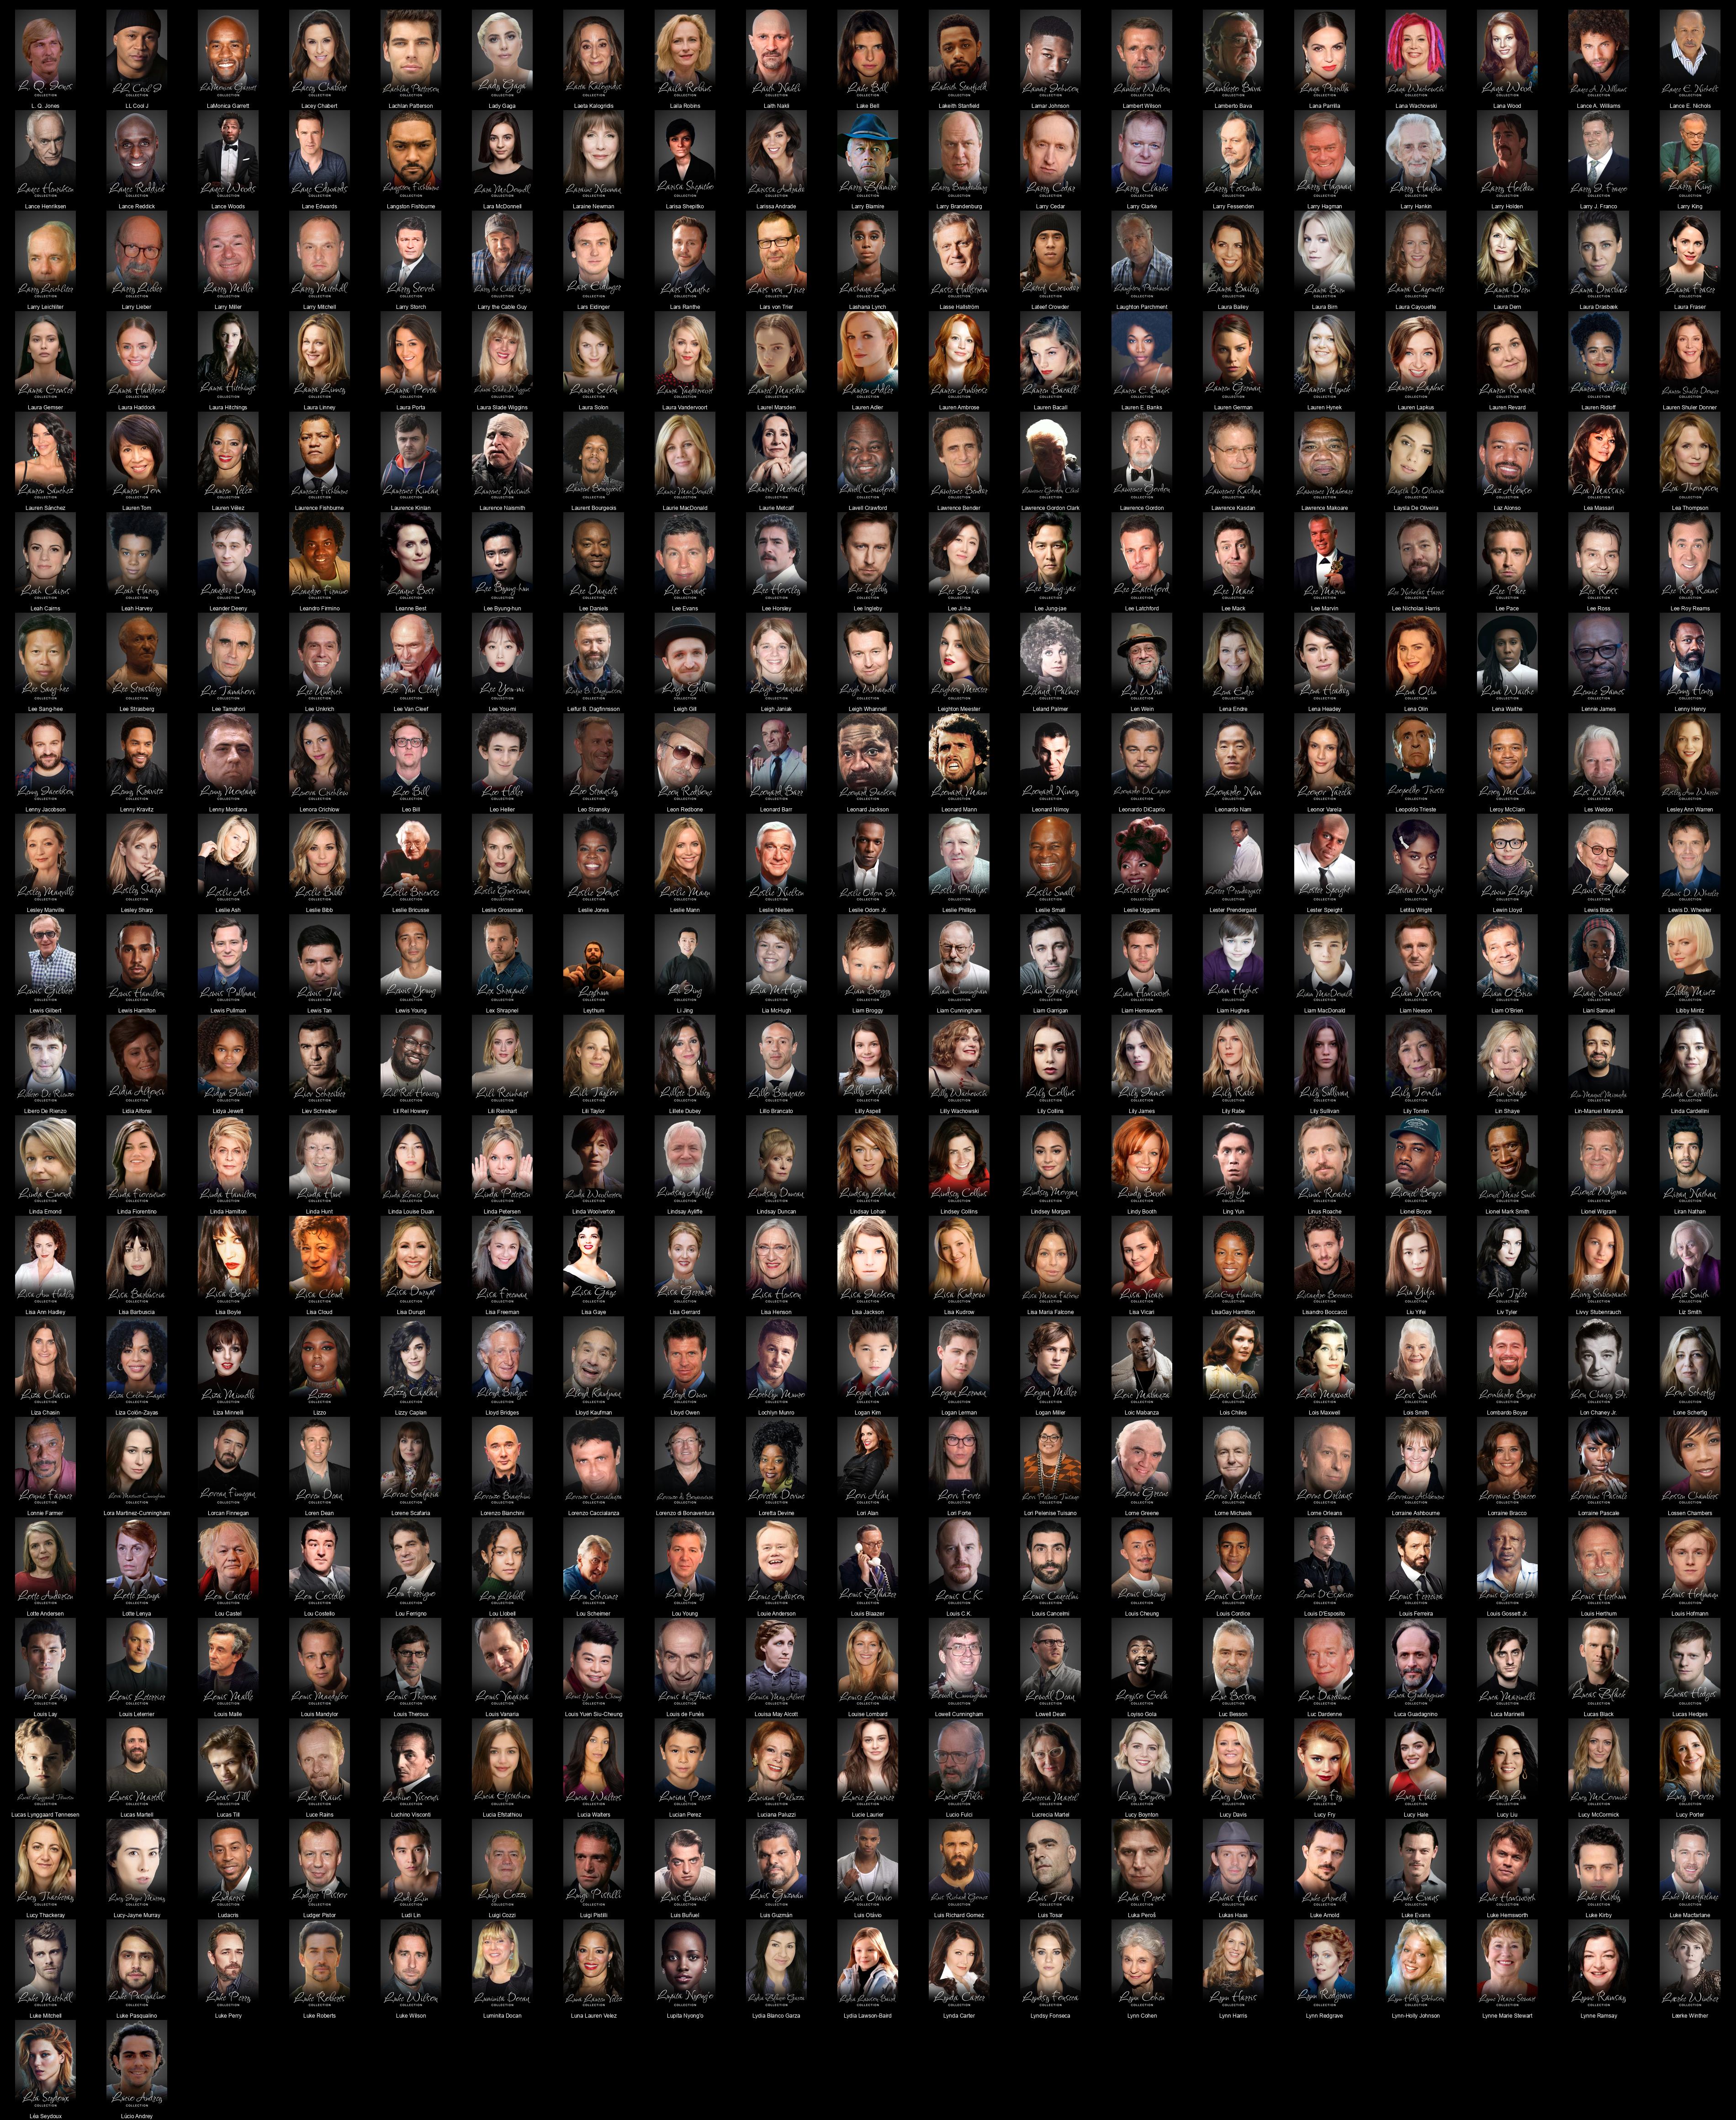 L. Q. Jones
LL Cool J
LaMonica Garrett
Lacey Chabert
Lachlan Patterson
Lady Gaga
Laeta Kalogridis
Laila Robins
Laith Nakli
Lake Bell
Lakeith Stanfield
Lamar Johnson
Lambert Wilson
Lamberto Bava
Lana Parrilla
Lana Wachowski
Lana Wood
Lance A. Williams
Lance E. Nichols
Lance Henriksen
Lance Reddick
Lance Woods
Lane Edwards
Langston Fishburne
Lara McDonnell
Laraine Newman
Larisa Shepitko
Larissa Andrade
Larry Blamire
Larry Brandenburg
Larry Cedar
Larry Clarke
Larry Fessenden
Larry Hagman
Larry Hankin
Larry Holden
Larry J. Franco
Larry King
Larry Leichliter
Larry Lieber
Larry Miller
Larry Mitchell
Larry Storch
Larry the Cable Guy
Lars Eidinger
Lars Ranthe
Lars von Trier
Lashana Lynch
Lasse Hallström
Lateef Crowder
Laughton Parchment
Laura Bailey
Laura Birn
Laura Cayouette
Laura Dern
Laura Drasbæk
Laura Fraser
Laura Gemser
Laura Haddock
Laura Hitchings
Laura Linney
Laura Porta
Laura Slade Wiggins
Laura Solon
Laura Vandervoort
Laurel Marsden
Lauren Adler
Lauren Ambrose
Lauren Bacall
Lauren E. Banks
Lauren German
Lauren Hynek
Lauren Lapkus
Lauren Revard
Lauren Ridloff
Lauren Shuler Donner
Lauren Sánchez
Lauren Tom
Lauren Vélez
Laurence Fishburne
Laurence Kinlan
Laurence Naismith
Laurent Bourgeois
Laurie MacDonald
Laurie Metcalf
Lavell Crawford
Lawrence Bender
Lawrence Gordon Clark
Lawrence Gordon
Lawrence Kasdan
Lawrence Makoare
Laysla De Oliveira
Laz Alonso
Lea Massari
Lea Thompson
Leah Cairns
Leah Harvey
Leander Deeny
Leandro Firmino
Leanne Best
Lee Byung-hun
Lee Daniels
Lee Evans
Lee Horsley
Lee Ingleby
Lee Ji-ha
Lee Jung-jae
Lee Latchford
Lee Mack
Lee Marvin
Lee Nicholas Harris
Lee Pace
Lee Ross
Lee Roy Reams
Lee Sang-hee
Lee Strasberg
Lee Tamahori
Lee Unkrich
Lee Van Cleef
Lee You-mi
Leifur B. Dagfinnsson
Leigh Gill
Leigh Janiak
Leigh Whannell
Leighton Meester
Leland Palmer
Len Wein
Lena Endre
Lena Headey
Lena Olin
Lena Waithe
Lennie James
Lenny Henry
Lenny Jacobson
Lenny Kravitz
Lenny Montana
Lenora Crichlow
Leo Bill
Leo Heller
Leo Stransky
Leon Redbone
Leonard Barr
Leonard Jackson
Leonard Mann
Leonard Nimoy
Leonardo DiCaprio
Leonardo Nam
Leonor Varela
Leopoldo Trieste
Leroy McClain
Les Weldon
Lesley Ann Warren
Lesley Manville
Lesley Sharp
Leslie Ash
Leslie Bibb
Leslie Bricusse
Leslie Grossman
Leslie Jones
Leslie Mann
Leslie Nielsen
Leslie Odom Jr.
Leslie Phillips
Leslie Small
Leslie Uggams
Lester Prendergast
Lester Speight
Letitia Wright
Lewin Lloyd
Lewis Black
Lewis D. Wheeler
Lewis Gilbert
Lewis Hamilton
Lewis Pullman
Lewis Tan
Lewis Young
Lex Shrapnel
Leythum
Li Jing
Lia McHugh
Liam Broggy
Liam Cunningham
Liam Garrigan
Liam Hemsworth
Liam Hughes
Liam MacDonald
Liam Neeson
Liam O'Brien
Liani Samuel
Libby Mintz
Libero De Rienzo
Lidia Alfonsi
Lidya Jewett
Liev Schreiber
Lil Rel Howery
Lili Reinhart
Lili Taylor
Lillete Dubey
Lillo Brancato
Lilly Aspell
Lilly Wachowski
Lily Collins
Lily James
Lily Rabe
Lily Sullivan
Lily Tomlin
Lin Shaye
Lin-Manuel Miranda
Linda Cardellini
Linda Emond
Linda Fiorentino
Linda Hamilton
Linda Hunt
Linda Louise Duan
Linda Petersen
Linda Woolverton
Lindsay Ayliffe
Lindsay Duncan
Lindsay Lohan
Lindsey Collins
Lindsey Morgan
Lindy Booth
Ling Yun
Linus Roache
Lionel Boyce
Lionel Mark Smith
Lionel Wigram
Liran Nathan
Lisa Ann Hadley
Lisa Barbuscia
Lisa Boyle
Lisa Cloud
Lisa Durupt
Lisa Freeman
Lisa Gaye
Lisa Gerrard
Lisa Henson
Lisa Jackson
Lisa Kudrow
Lisa Maria Falcone
Lisa Vicari
LisaGay Hamilton
Lisandro Boccacci
Liu Yifei
Liv Tyler
Livvy Stubenrauch
Liz Smith
Liza Chasin
Liza Colón-Zayas
Liza Minnelli
Lizzo
Lizzy Caplan
Lloyd Bridges
Lloyd Kaufman
Lloyd Owen
Lochlyn Munro
Logan Kim
Logan Lerman
Logan Miller
Loic Mabanza
Lois Chiles
Lois Maxwell
Lois Smith
Lombardo Boyar
Lon Chaney Jr.
Lone Scherfig
Lonnie Farmer
Lora Martinez-Cunningham
Lorcan Finnegan
Loren Dean
Lorene Scafaria
Lorenzo Bianchini
Lorenzo Caccialanza
Lorenzo di Bonaventura
Loretta Devine
Lori Alan
Lori Forte
Lori Pelenise Tuisano
Lorne Greene
Lorne Michaels
Lorne Orleans
Lorraine Ashbourne
Lorraine Bracco
Lorraine Pascale
Lossen Chambers
Lotte Andersen
Lotte Lenya
Lou Castel
Lou Costello
Lou Ferrigno
Lou Llobell
Lou Scheimer
Lou Young
Louie Anderson
Louis Blaazer
Louis C.K.
Louis Cancelmi
Louis Cheung
Louis Cordice
Louis D'Esposito
Louis Ferreira
Louis Gossett Jr.
Louis Herthum
Louis Hofmann
Louis Lay
Louis Leterrier
Louis Malle
Louis Mandylor
Louis Theroux
Louis Vanaria
Louis Yuen Siu-Cheung
Louis de Funès
Louisa May Alcott
Louise Lombard
Lowell Cunningham
Lowell Dean
Loyiso Gola
Luc Besson
Luc Dardenne
Luca Guadagnino
Luca Marinelli
Lucas Black
Lucas Hedges
Lucas Lynggaard Tønnesen
Lucas Martell
Lucas Till
Luce Rains
Luchino Visconti
Lucia Efstathiou
Lucia Walters
Lucian Perez
Luciana Paluzzi
Lucie Laurier
Lucio Fulci
Lucrecia Martel
Lucy Boynton
Lucy Davis
Lucy Fry
Lucy Hale
Lucy Liu
Lucy McCormick
Lucy Porter
Lucy Thackeray
Lucy-Jayne Murray
Ludacris
Ludger Pistor
Ludi Lin
Luigi Cozzi
Luigi Pistilli
Luis Buñuel
Luis Guzmán
Luis Otávio
Luis Richard Gomez
Luis Tosar
Luka Peroš
Lukas Haas
Luke Arnold
Luke Evans
Luke Hemsworth
Luke Kirby
Luke Macfarlane
Luke Mitchell
Luke Pasqualino
Luke Perry
Luke Roberts
Luke Wilson
Luminita Docan
Luna Lauren Velez
Lupita Nyong'o
Lydia Blanco Garza
Lydia Lawson-Baird
Lynda Carter
Lyndsy Fonseca
Lynn Cohen
Lynn Harris
Lynn Redgrave
Lynn-Holly Johnson
Lynne Marie Stewart
Lynne Ramsay
Lærke Winther
Léa Seydoux
Lúcio Andrey